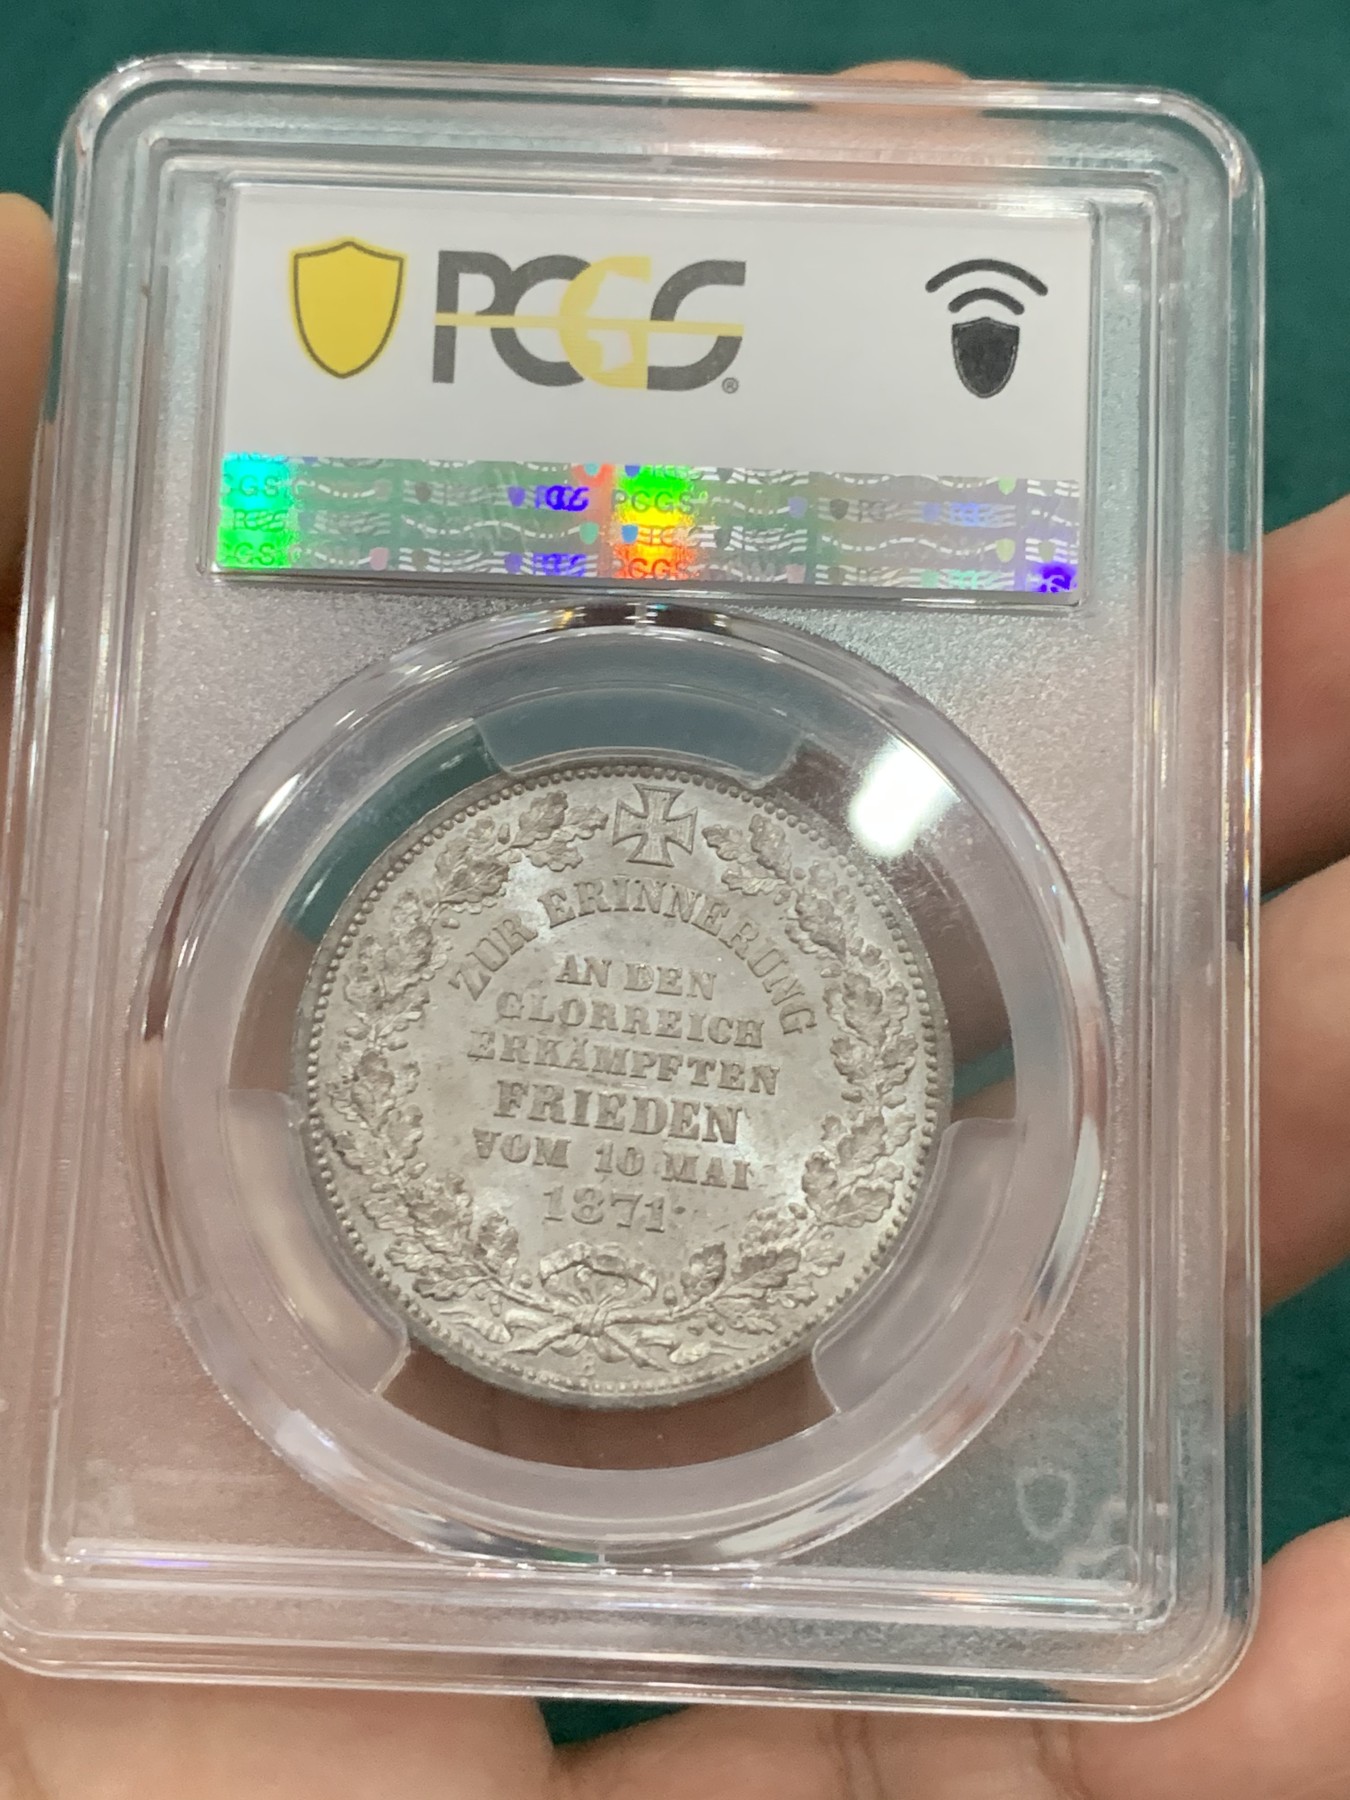 PCGS®
ZUR ERINNERUNG
AN DEN
GLORREICH
ERKÄMPFTEN
FRIEDEN
VOM 10 MAI
1871
B